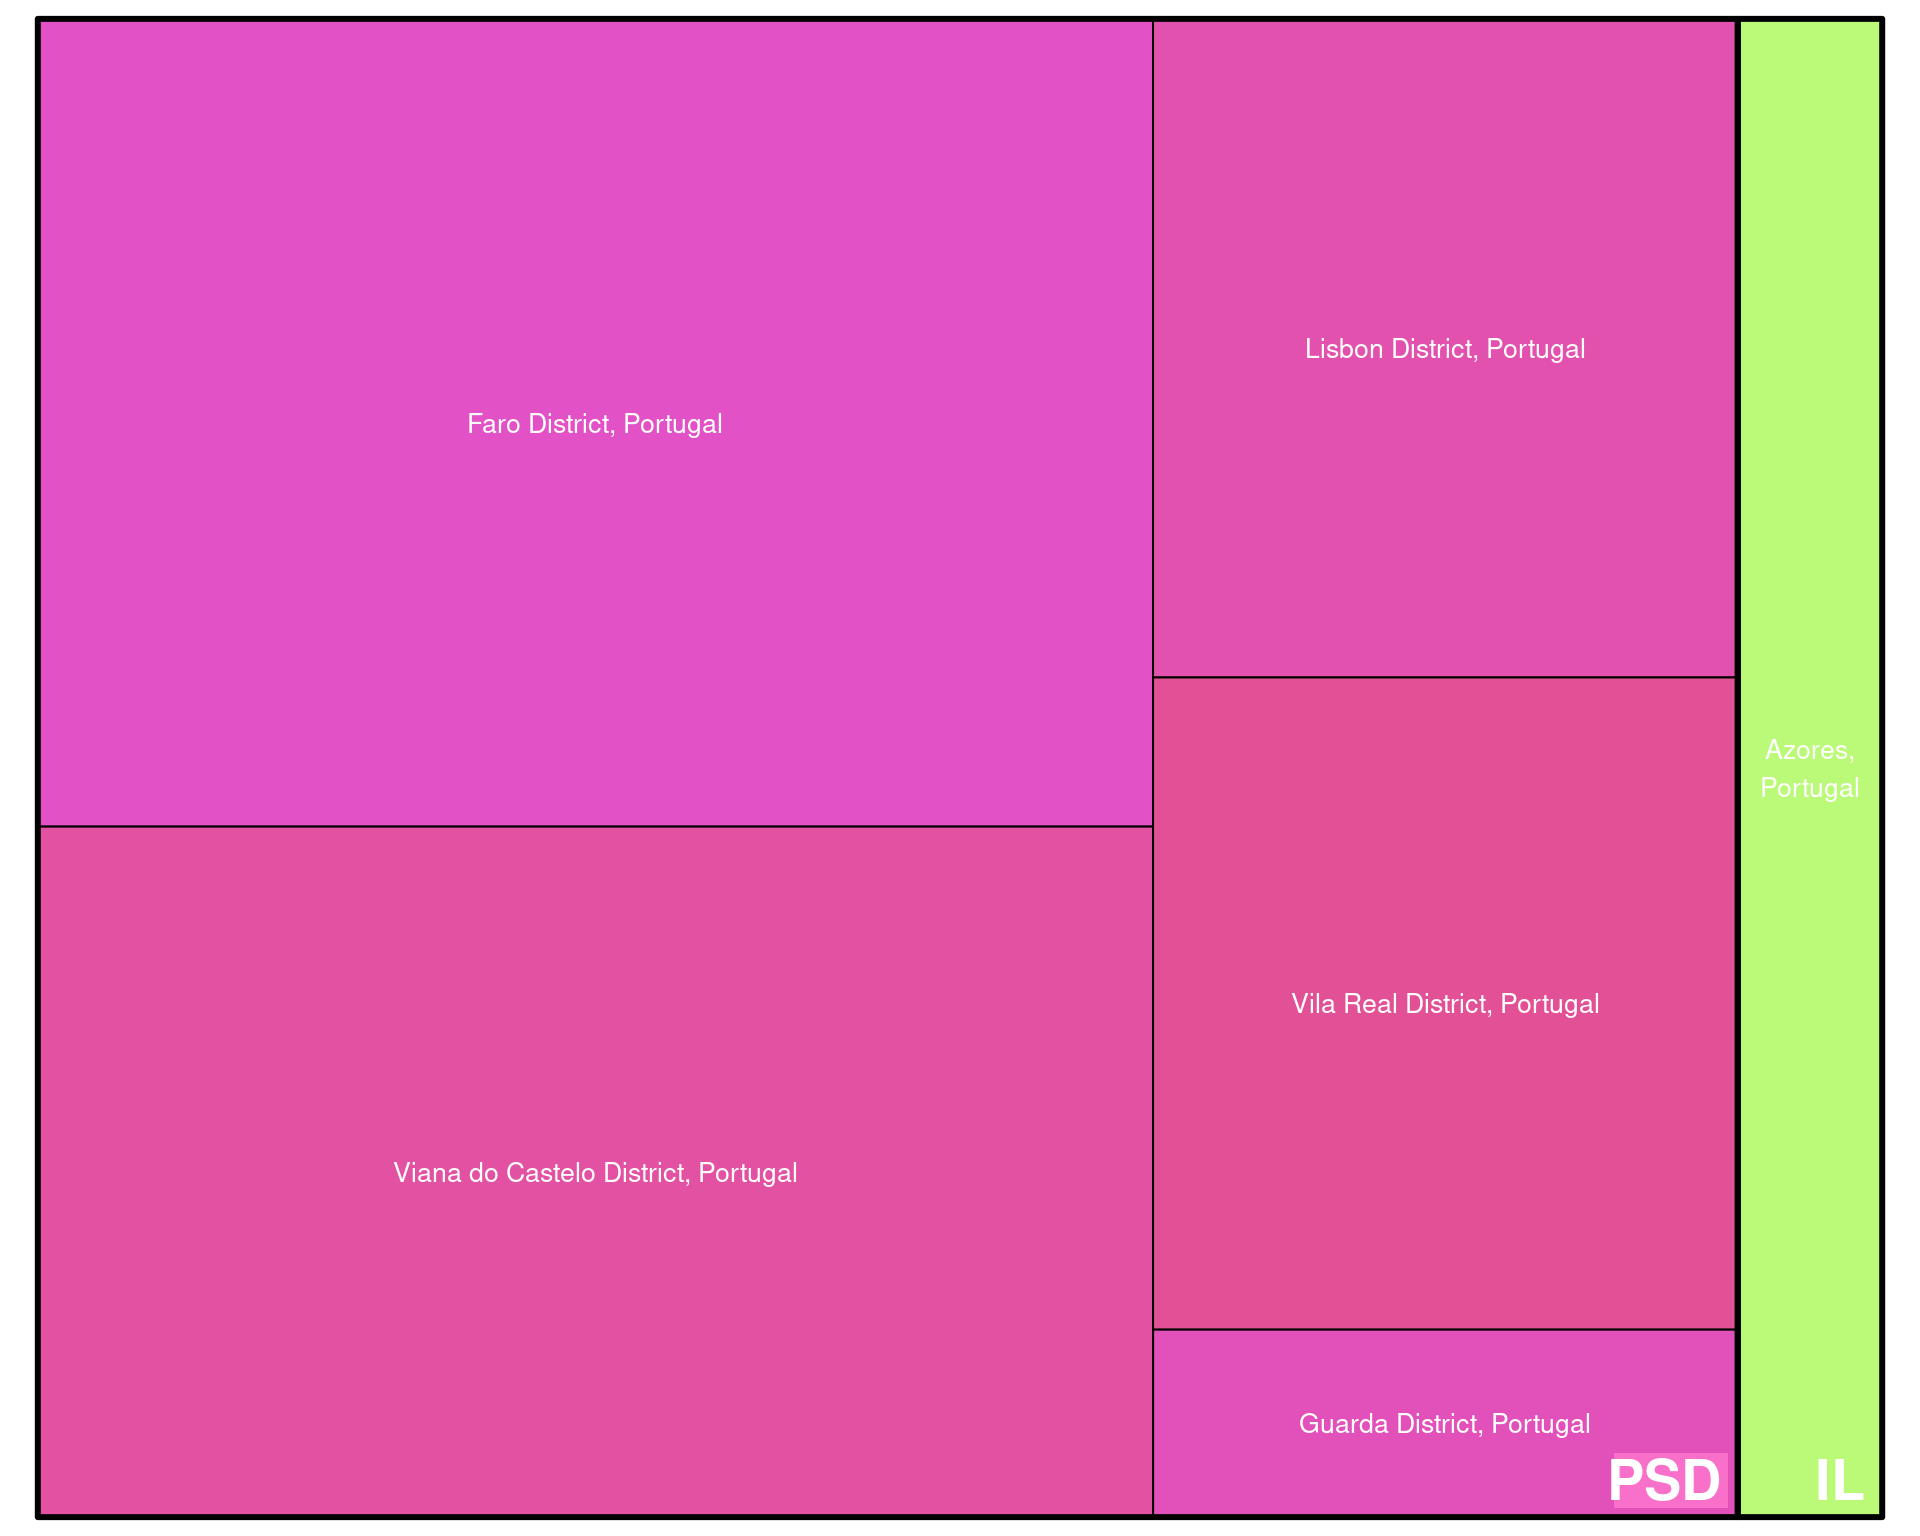 Faro District, Portugal
Viana do Castelo District, Portugal
Lisbon District, Portugal
Vila Real District, Portugal
Guarda District, Portugal
PSD
Azores,
Portugal
IL